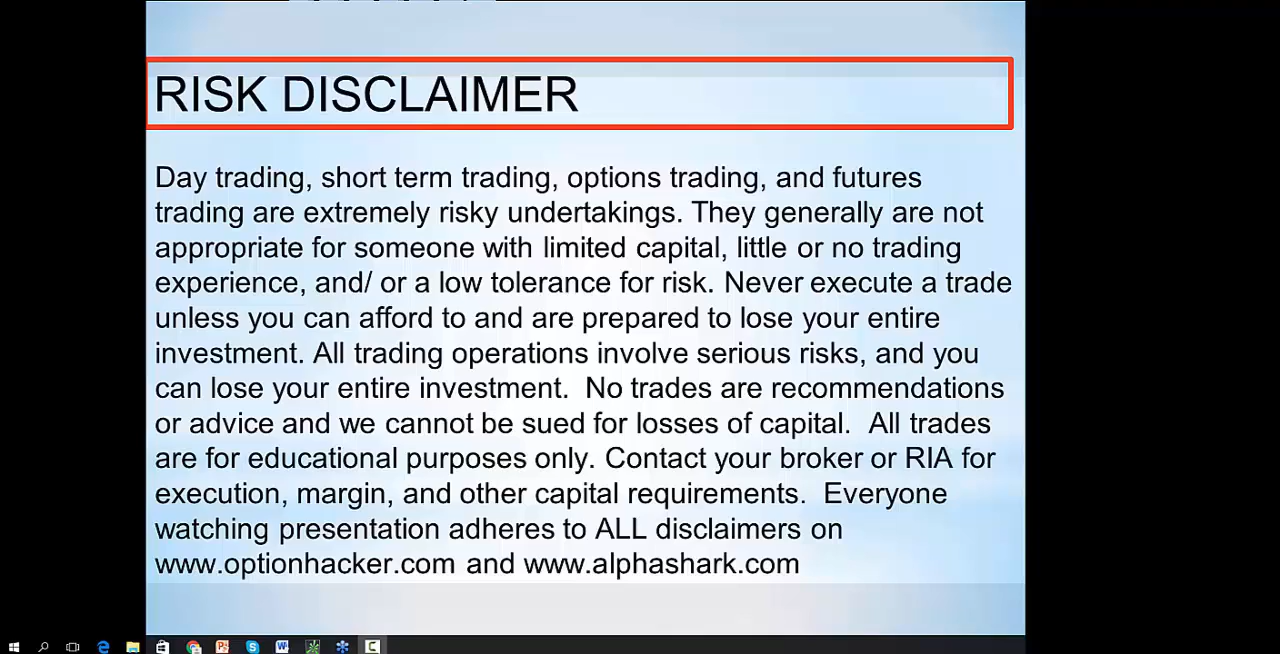 RISK DISCLAIMER
Day trading, short term trading, options trading, and futures
trading are extremely risky undertakings. They generally are not
appropriate for someone with limited capital, little or no trading
experience, and/ or a low tolerance for risk. Never execute a trade
unless you can afford to and are prepared to lose your entire
investment. All trading operations involve serious risks, and you
can lose your entire investment.  No trades are recommendations
or advice and we cannot be sued for losses of capital.  All trades
are for educational purposes only. Contact your broker or RIA for
execution, margin, and other capital requirements.  Everyone
watching presentation adheres to ALL disclaimers on
www.optionhacker.com and www.alphashark.com